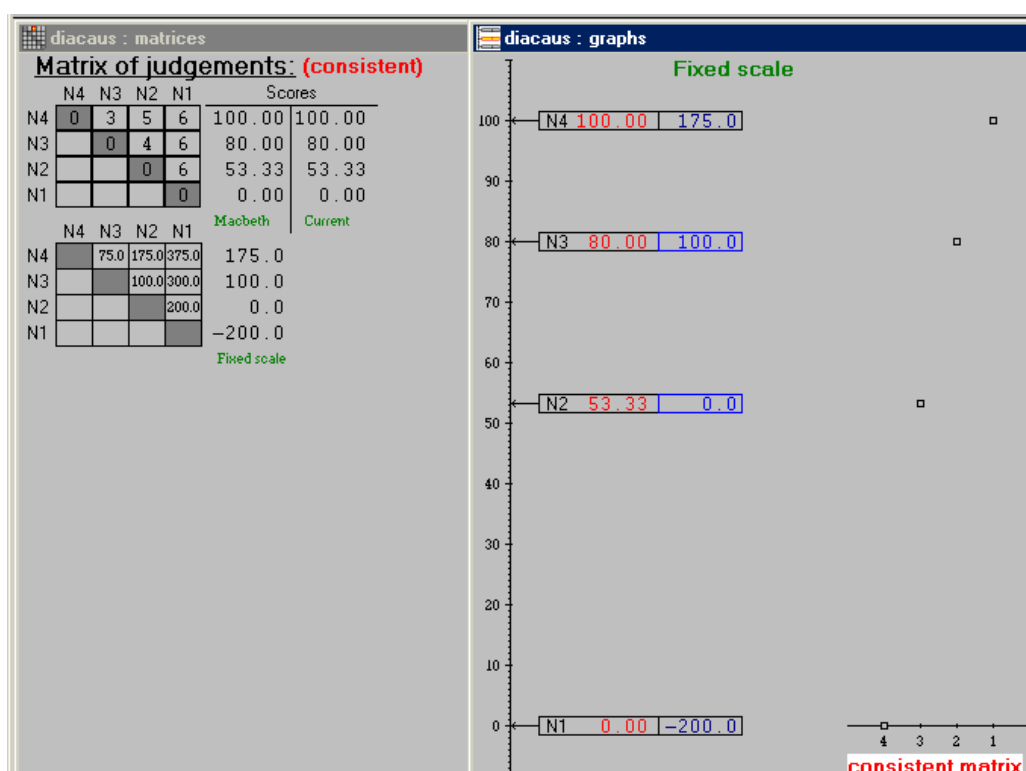 diacaus : matrices
Matrix of judgements: (consistent)
N4 N3 N2 N1 Scores
N4 0 3 5 6 100.00 100.00
N3 0 4 6 80.00 80.00
N2 0 6 53.33 53.33
N1 0 0.00 0.00
Macbeth Current
N4 N3 N2 N1
N4 75.0 175.0 375.0 175.0
N3 100.0 300.0 100.0
N2 200.0 0.0
N1 -200.0
Fixed scale
diacaus : graphs
Fixed scale
100 N4 100.00 175.0
90
80 N3 80.00 100.0
70
60
N2 53.33 0.0
50
40
30
20
10
0 N1 0.00 -200.0
4 3 2 1
consistent matrix